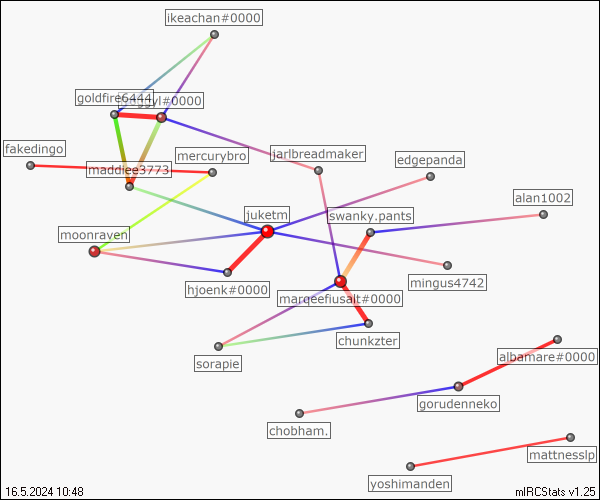 ikeachan#0000
goldfire6444
gyl#0000
fakedingo
mercurybro
jarlbreadmaker
edgepanda
maddiee3773
alan1002
juketm
swanky.pants
moonraven
hjoenk#0000
mingus4742
marqeefiusalt#0000
chunkzter
sorapie
albamare#0000
gorudenneko
chobham.
mattnesslp
yoshimanden
16.5.2024 10:48
mIRCStats v1.25